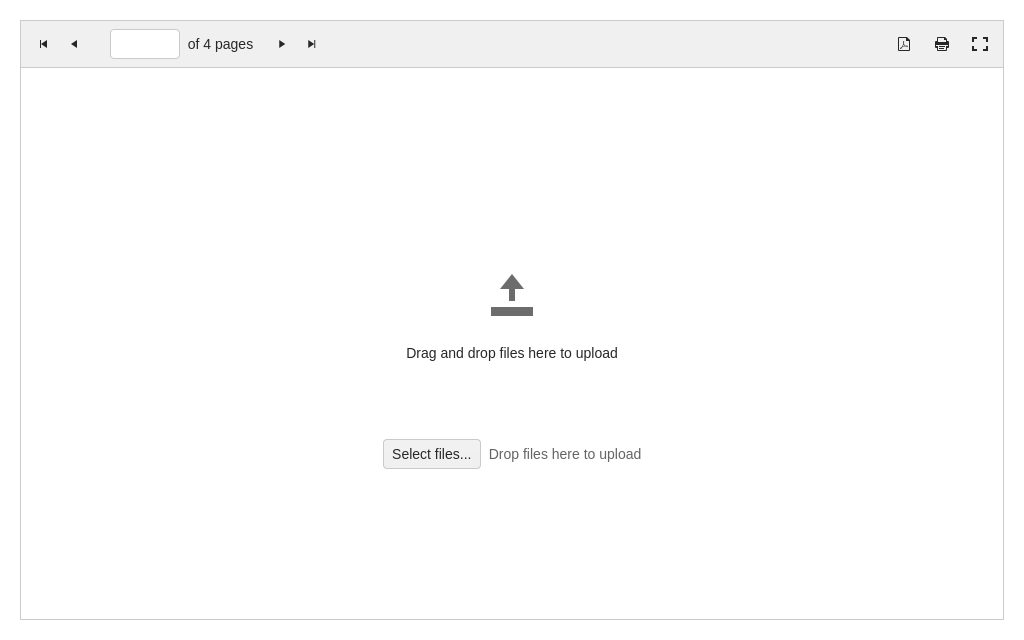 of 4 pages
Drag and drop files here to upload
Select files... Drop files here to upload